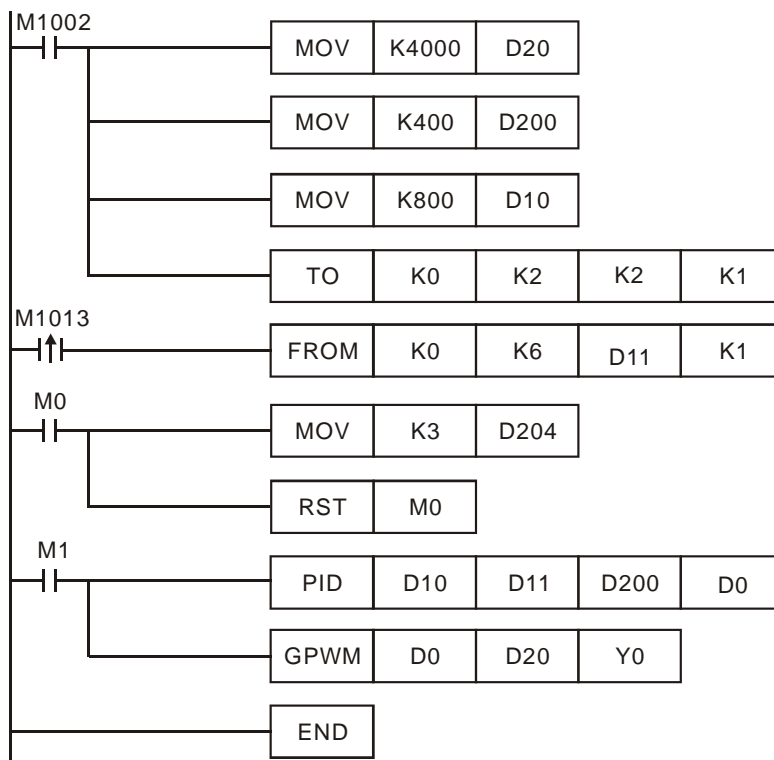 M1002
MOV K4000 D20
MOV K400 D200
MOV K800 D10
TO K0 K2 K2 K1
M1013
FROM K0 K6 D11 K1
M0
MOV K3 D204
RST M0
M1
PID D10 D11 D200 D0
GPWM D0 D20 Y0
END